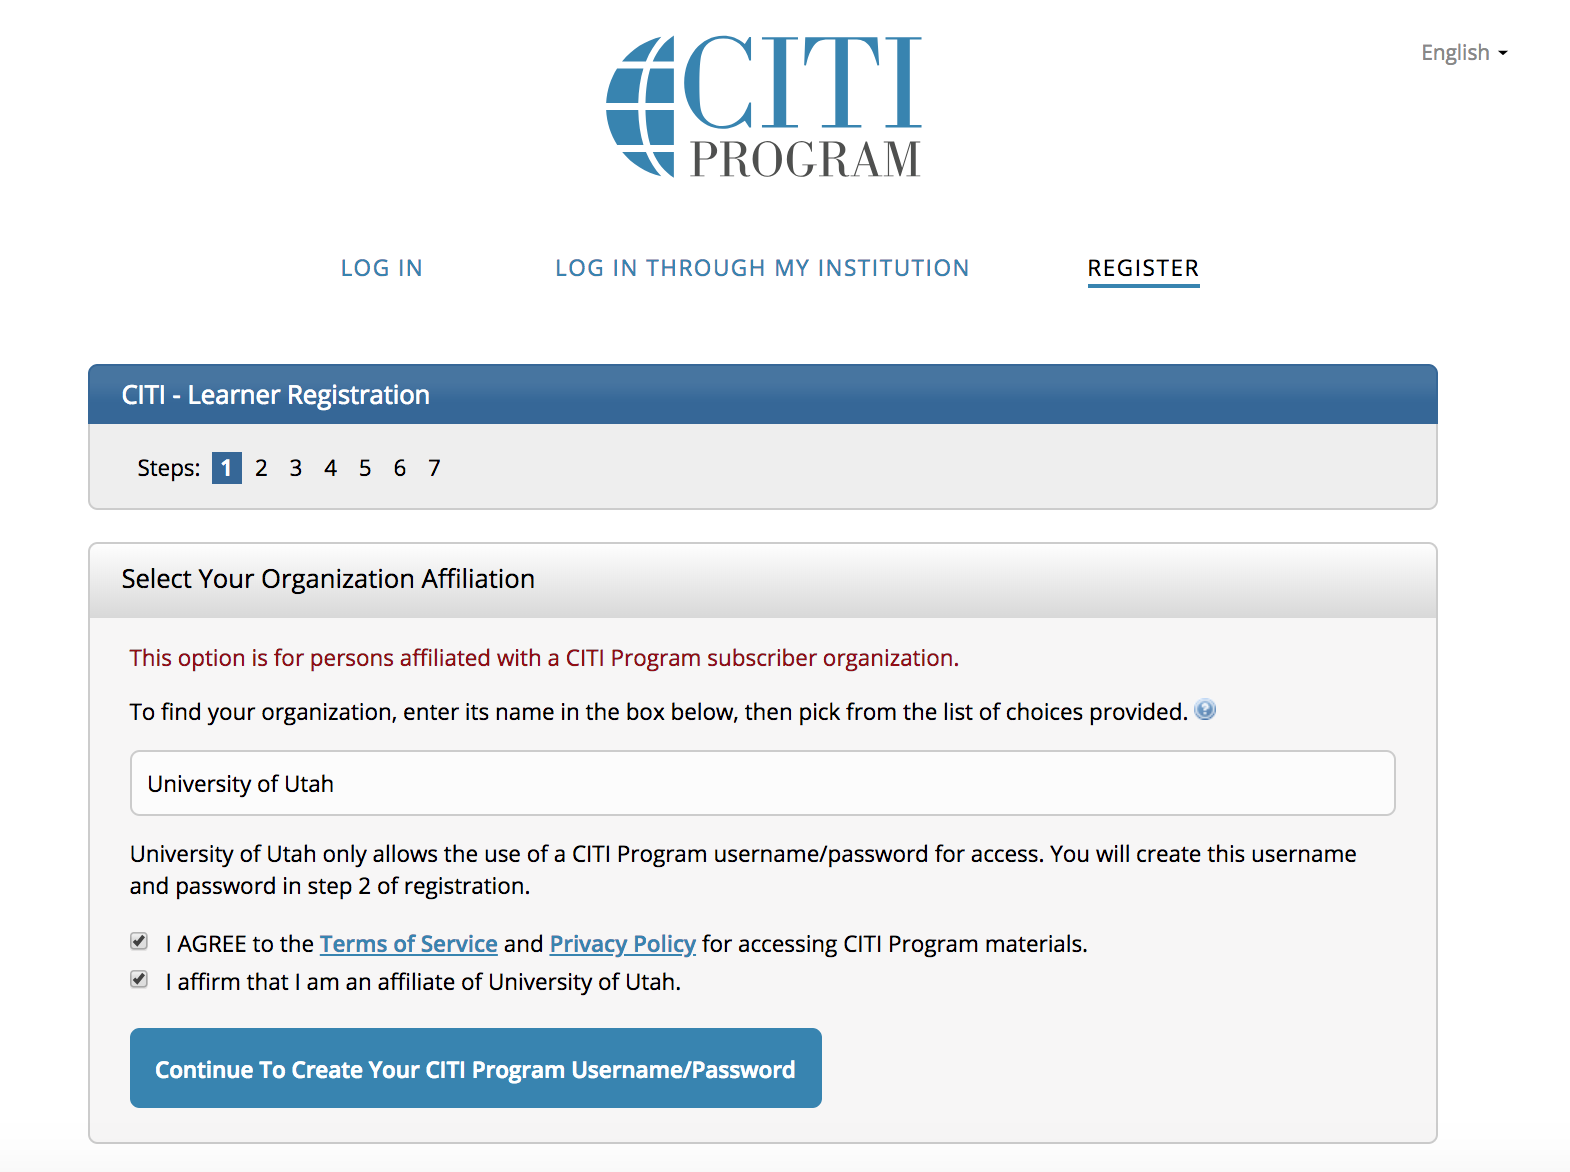 CITI
PROGRAM
English
LOG IN
LOG IN THROUGH MY INSTITUTION
REGISTER
CITI - Learner Registration
Steps: 1 2 3 4 5 6 7
Select Your Organization Affiliation
This option is for persons affiliated with a CITI Program subscriber organization.
To find your organization, enter its name in the box below, then pick from the list of choices provided. ?
University of Utah
University of Utah only allows the use of a CITI Program username/password for access. You will create this username
and password in step 2 of registration.
I AGREE to the Terms of Service and Privacy Policy for accessing CITI Program materials.
I affirm that I am an affiliate of University of Utah.
Continue To Create Your CITI Program Username/Password